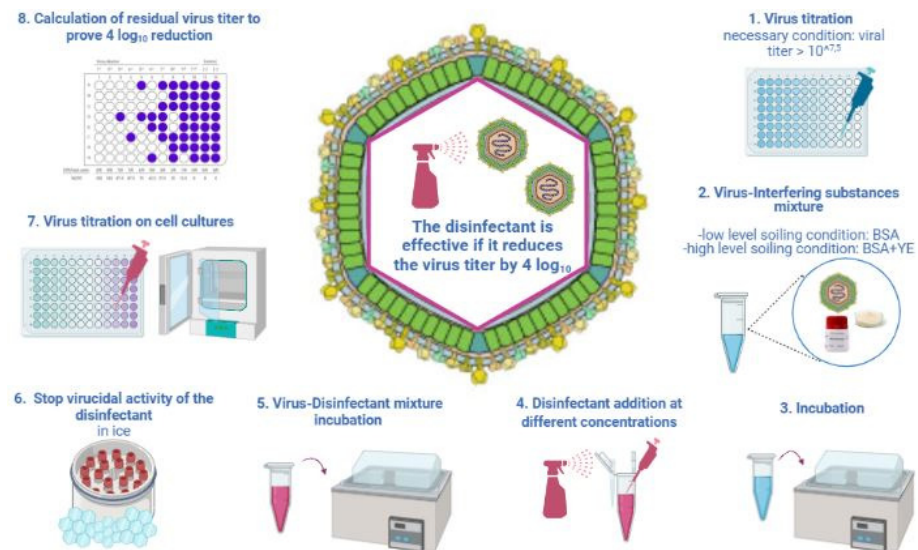 8. Calculation of residual virus titer to
prove 4 log₁₀ reduction
1. Virus titration
necessary condition: viral
titer > 10^7,5
2. Virus-Interfering substances
mixture
-low level soiling condition: BSA
-high level soiling condition: BSA+YE
The disinfectant is
effective if it reduces
the virus titer by 4 log₁₀
7. Virus titration on cell cultures
6. Stop virucidal activity of the
disinfectant
in ice
5. Virus-Disinfectant mixture
incubation
4. Disinfectant addition at
different concentrations
3. Incubation